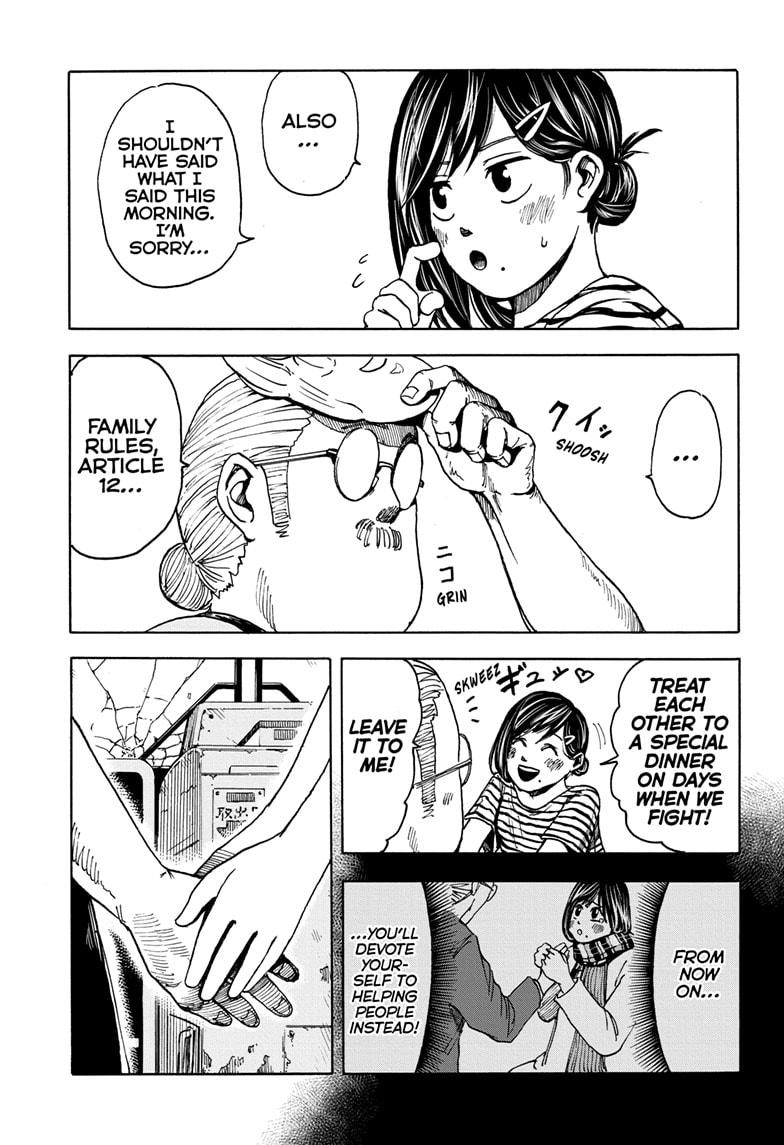 ALSO
...
I
SHOULDN'T
HAVE SAID
WHAT I
SAID THIS
MORNING.
I'M
SORRY...
...
クイッ
SHOOSH
ニコ
GRIN
FAMILY
RULES,
ARTICLE
12...
TREAT
EACH
OTHER TO
A SPECIAL
DINNER
ON DAYS
WHEN WE
FIGHT!
ギュッ♡
SKWEEZ
LEAVE
IT TO
ME!
FROM
NOW
ON...
...YOU'LL
DEVOTE
YOUR-
SELF TO
HELPING
PEOPLE
INSTEAD!
取出